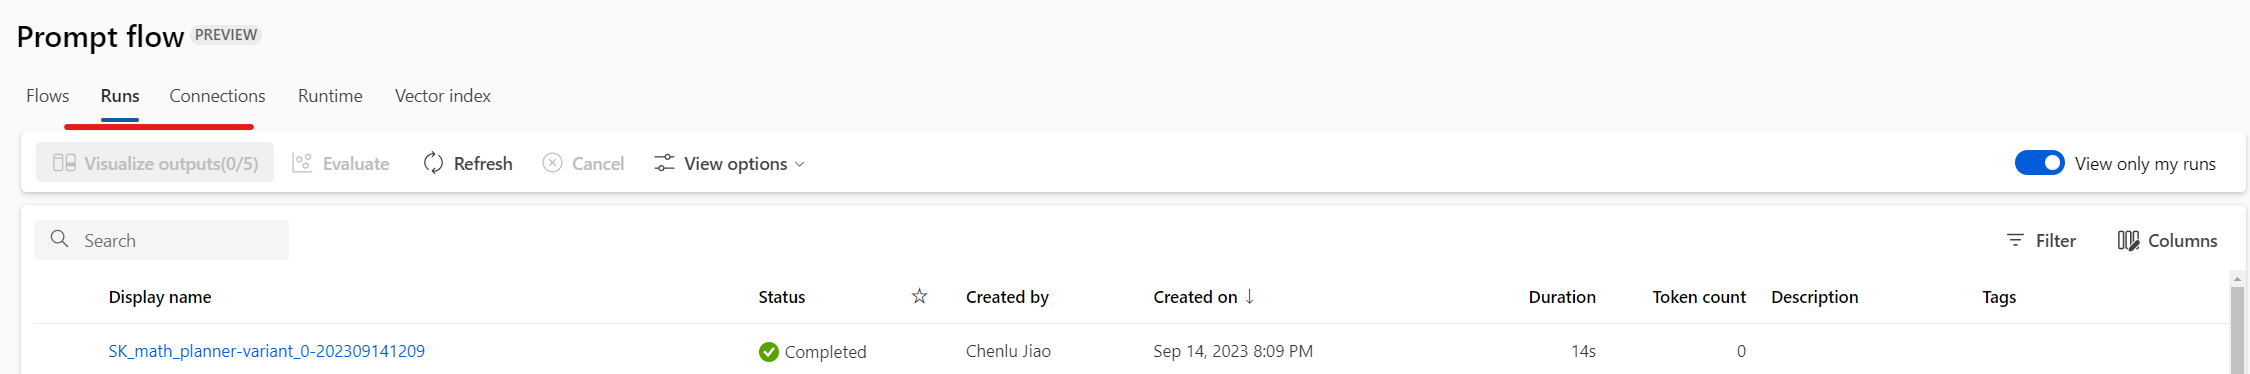 Prompt flow PREVIEW
Flows Runs Connections Runtime Vector index
Visualize outputs(0/5) Evaluate Refresh Cancel View options View only my runs
Search Filter Columns
Display name Status Created by Created on ↓ Duration Token count Description Tags
SK_math_planner-variant_0-202309141209 Completed Chenlu Jiao Sep 14, 2023 8:09 PM 14s 0